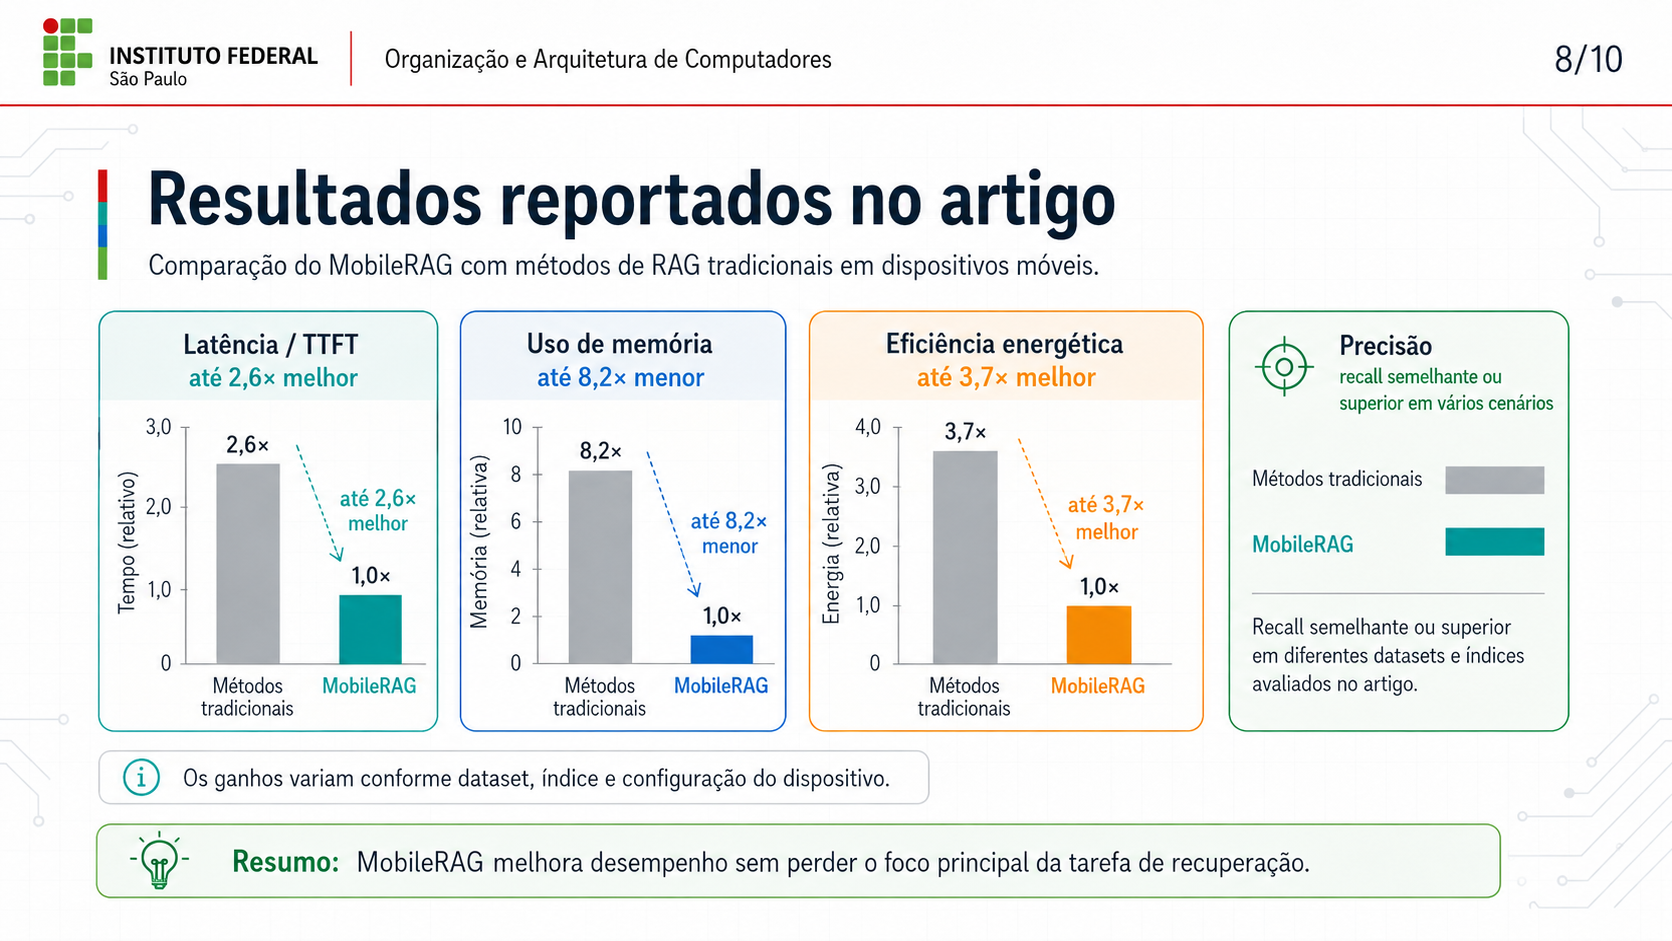 INSTITUTO FEDERAL
São Paulo
Organização e Arquitetura de Computadores
8/10
Resultados reportados no artigo
Comparação do MobileRAG com métodos de RAG tradicionais em dispositivos móveis.
Latência / TTFT
até 2,6× melhor
Tempo (relativo)
3,0
2,0
1,0
0
2,6×
até 2,6×
melhor
1,0×
Métodos
tradicionais
MobileRAG
Uso de memória
até 8,2× menor
Memória (relativa)
10
8
6
4
2
0
8,2×
até 8,2×
menor
1,0×
Métodos
tradicionais
MobileRAG
Eficiência energética
até 3,7× melhor
Energia (relativa)
4,0
3,0
2,0
1,0
0
3,7×
até 3,7×
melhor
1,0×
Métodos
tradicionais
MobileRAG
Precisão
recall semelhante ou
superior em vários cenários
Métodos tradicionais
MobileRAG
Recall semelhante ou superior
em diferentes datasets e índices
avaliados no artigo.
i
Os ganhos variam conforme dataset, índice e configuração do dispositivo.
Resumo: MobileRAG melhora desempenho sem perder o foco principal da tarefa de recuperação.